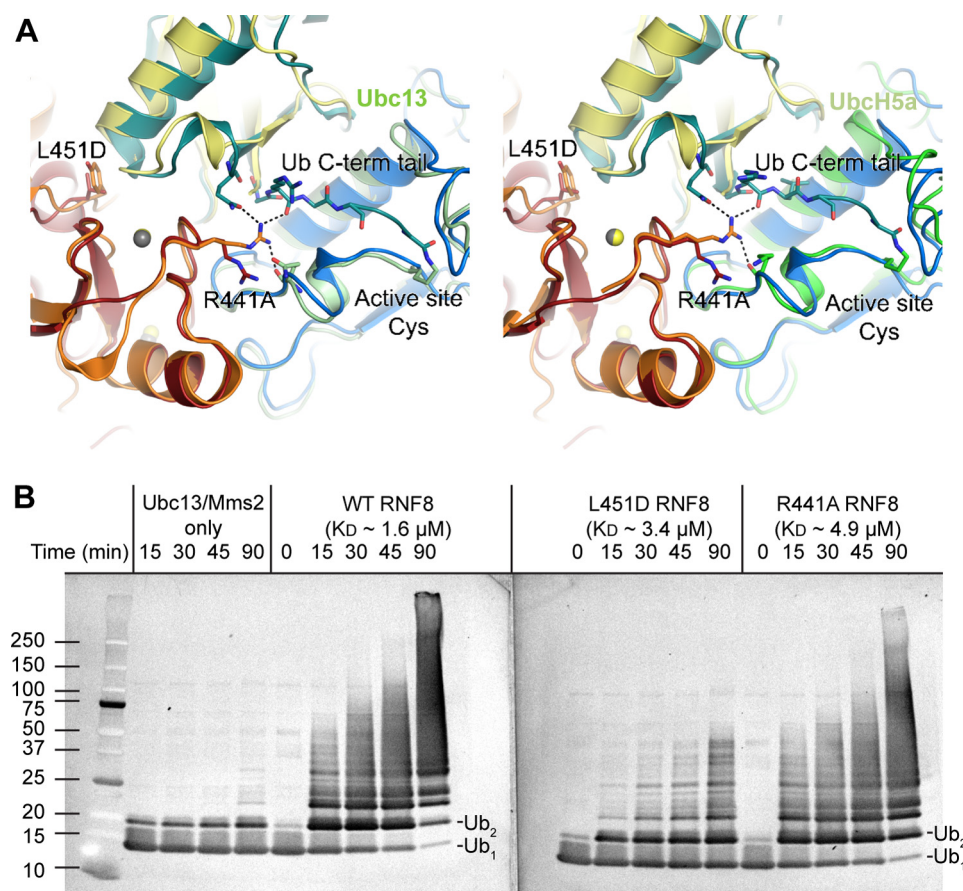 A
Ubc13
UbcH5a
L451D
L451D
Ub C-term tail
Ub C-term tail
R441A
R441A
Active site
Cys
Active site
Cys
B
Ubc13/Mms2
only
WT RNF8
(KD ~ 1.6 µM)
L451D RNF8
(KD ~ 3.4 µM)
R441A RNF8
(KD ~ 4.9 µM)
Time (min) 15 30 45 90 0 15 30 45 90 0 15 30 45 90 0 15 30 45 90
250
150
100
75
50
37
25
20
15
10
-Ub2
-Ub1
-Ub2
-Ub1